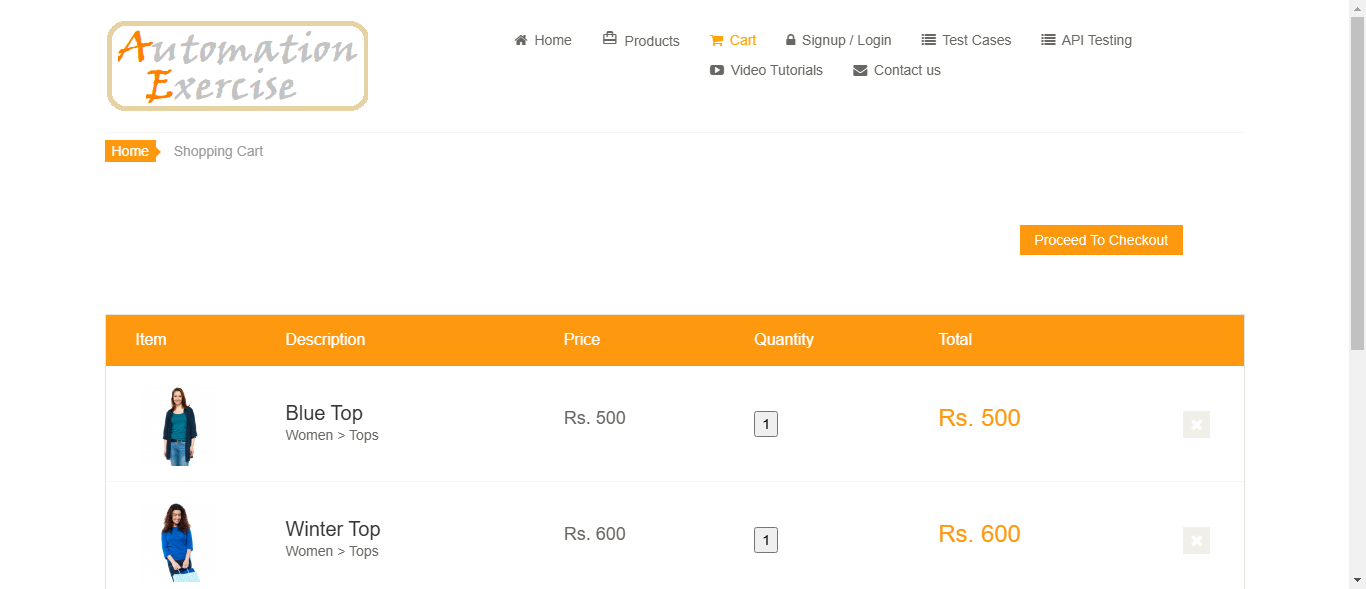 Automation
Exercise
Home Products Cart Signup / Login Test Cases API Testing
Video Tutorials Contact us
Home Shopping Cart
Proceed To Checkout
Item Description Price Quantity Total
Blue Top
Women > Tops
Rs. 500 1 Rs. 500
Winter Top
Women > Tops
Rs. 600 1 Rs. 600